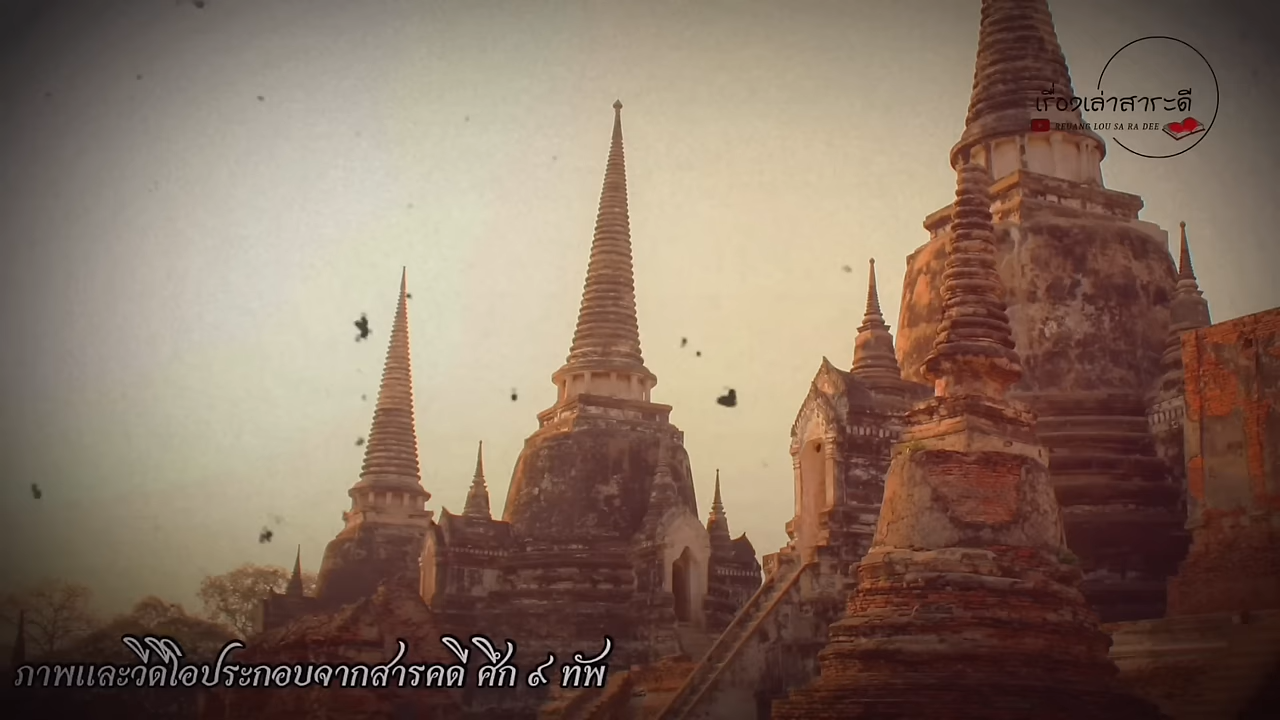 เรื่องเล่าสาระดี
REUANG LOU SA RA DEE
ภาพและวีดีโอประกอบจากสารคดี ศึก ๙ ทัพ